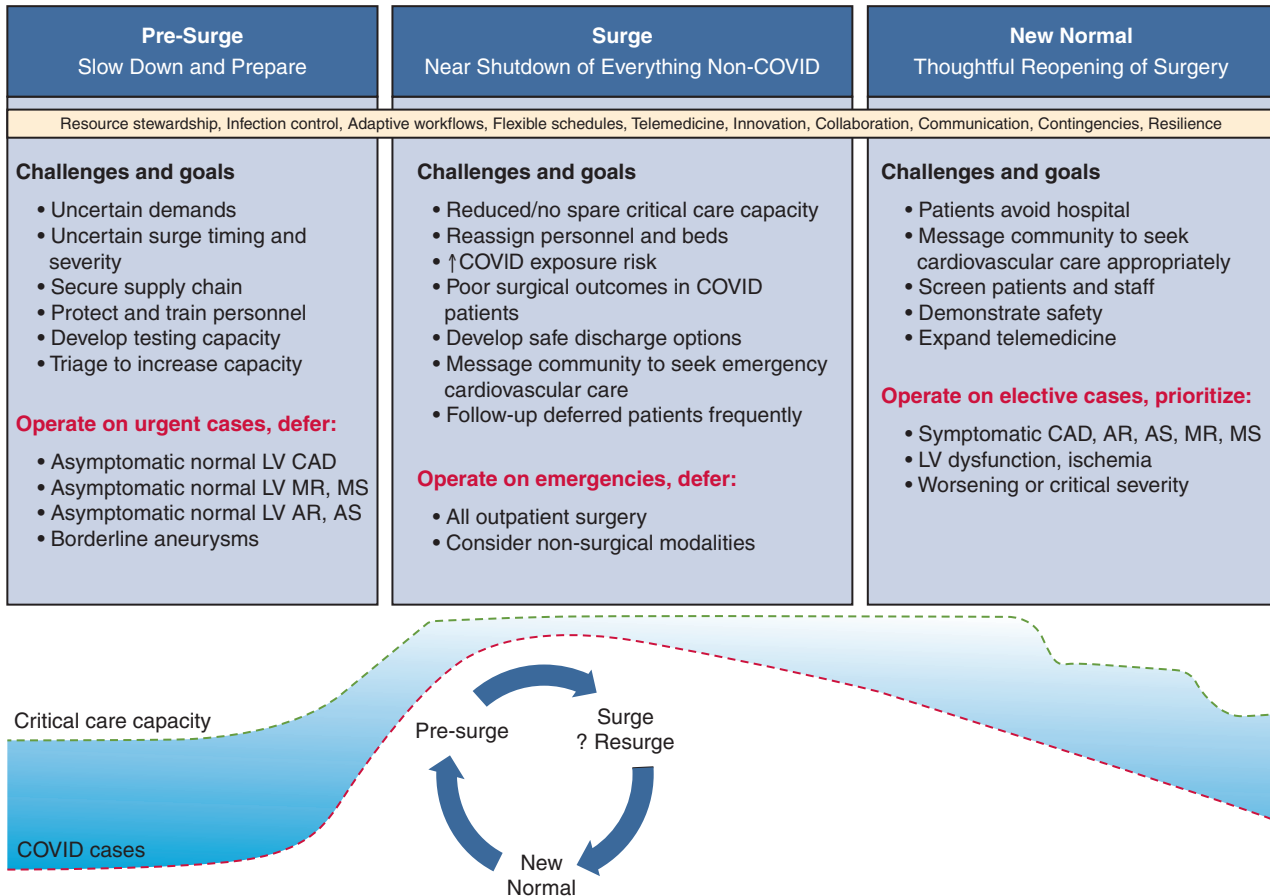 Pre-Surge
Slow Down and Prepare
Surge
Near Shutdown of Everything Non-COVID
New Normal
Thoughtful Reopening of Surgery
Resource stewardship, Infection control, Adaptive workflows, Flexible schedules, Telemedicine, Innovation, Collaboration, Communication, Contingencies, Resilience
Challenges and goals
• Uncertain demands
• Uncertain surge timing and
severity
• Secure supply chain
• Protect and train personnel
• Develop testing capacity
• Triage to increase capacity
Operate on urgent cases, defer:
• Asymptomatic normal LV CAD
• Asymptomatic normal LV MR, MS
• Asymptomatic normal LV AR, AS
• Borderline aneurysms
Challenges and goals
• Reduced/no spare critical care capacity
• Reassign personnel and beds
• ↑COVID exposure risk
• Poor surgical outcomes in COVID
patients
• Develop safe discharge options
• Message community to seek emergency
cardiovascular care
• Follow-up deferred patients frequently
Operate on emergencies, defer:
• All outpatient surgery
• Consider non-surgical modalities
Challenges and goals
• Patients avoid hospital
• Message community to seek
cardiovascular care appropriately
• Screen patients and staff
• Demonstrate safety
• Expand telemedicine
Operate on elective cases, prioritize:
• Symptomatic CAD, AR, AS, MR, MS
• LV dysfunction, ischemia
• Worsening or critical severity
Critical care capacity
COVID cases
Pre-surge
Surge
? Resurge
New
Normal